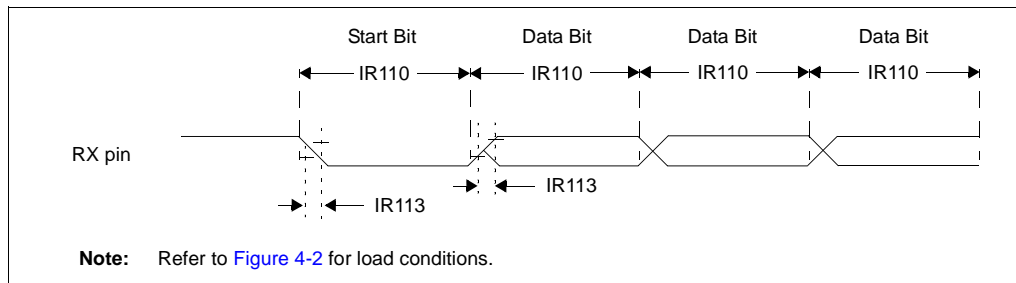 Start Bit Data Bit Data Bit Data Bit
IR110 IR110 IR110 IR110
RX pin
IR113
IR113
Note: Refer to Figure 4-2 for load conditions.